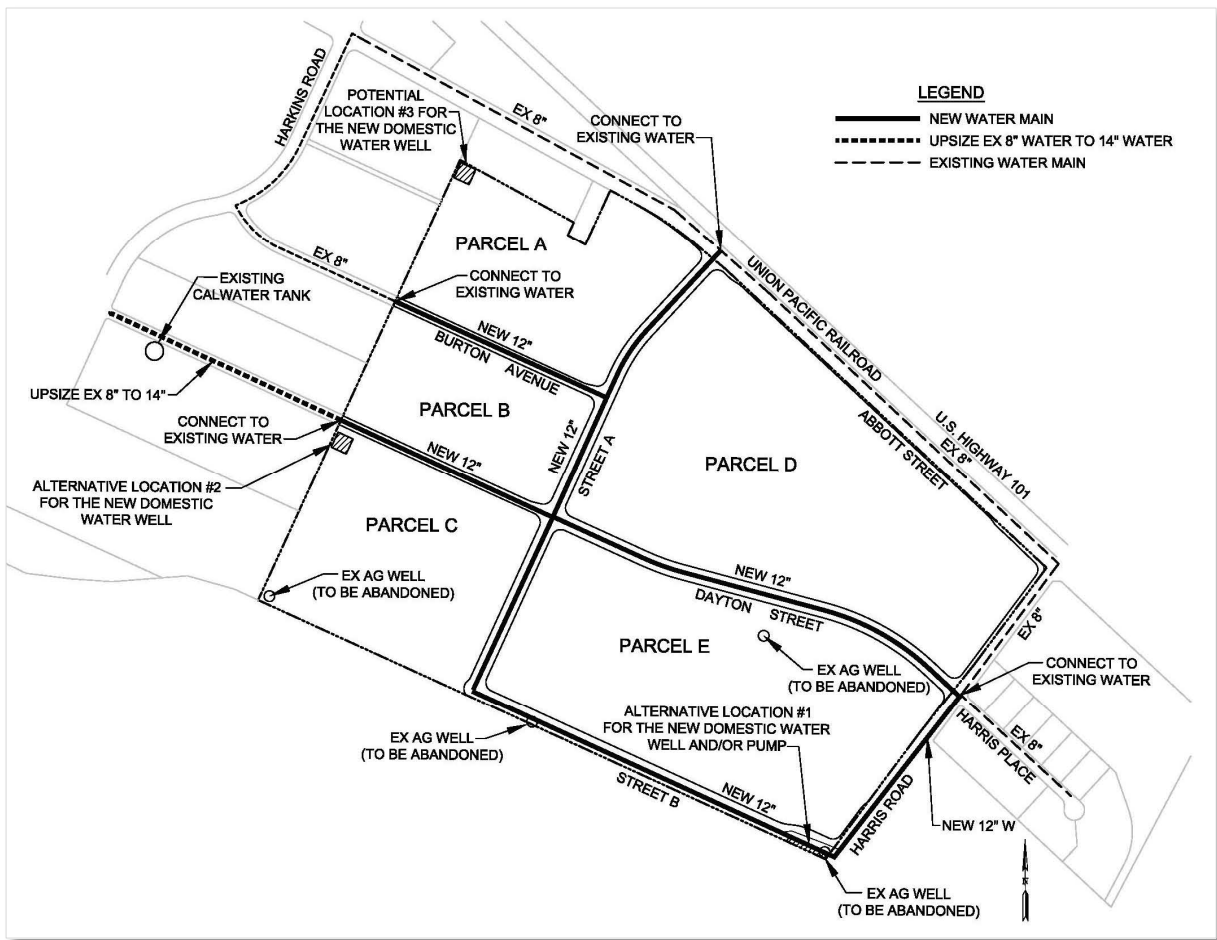 LEGEND
NEW WATER MAIN
UPSIZE EX 8" WATER TO 14" WATER
EXISTING WATER MAIN
HARKINS ROAD
POTENTIAL
LOCATION #3 FOR
THE NEW DOMESTIC
WATER WELL
EX 8"
CONNECT TO
EXISTING WATER
PARCEL A
EX 8"
CONNECT TO
EXISTING WATER
UNION PACIFIC RAILROAD
EXISTING
CALWATER TANK
NEW 12"
BURTON AVENUE
UPSIZE EX 8" TO 14"
PARCEL B
CONNECT TO
EXISTING WATER
NEW 12"
NEW 12"
STREET A
PARCEL D
ABBOTT STREET
U.S. HIGHWAY 101
EX 8"
ALTERNATIVE LOCATION #2
FOR THE NEW DOMESTIC
WATER WELL
PARCEL C
EX AG WELL
(TO BE ABANDONED)
NEW 12"
DAYTON STREET
EX 8"
PARCEL E
EX AG WELL
(TO BE ABANDONED)
CONNECT TO
EXISTING WATER
ALTERNATIVE LOCATION #1
FOR THE NEW DOMESTIC WATER
WELL AND/OR PUMP
EX AG WELL
(TO BE ABANDONED)
EX 8"
HARRIS PLACE
STREET B
NEW 12"
HARRIS ROAD
NEW 12" W
EX AG WELL
(TO BE ABANDONED)
N